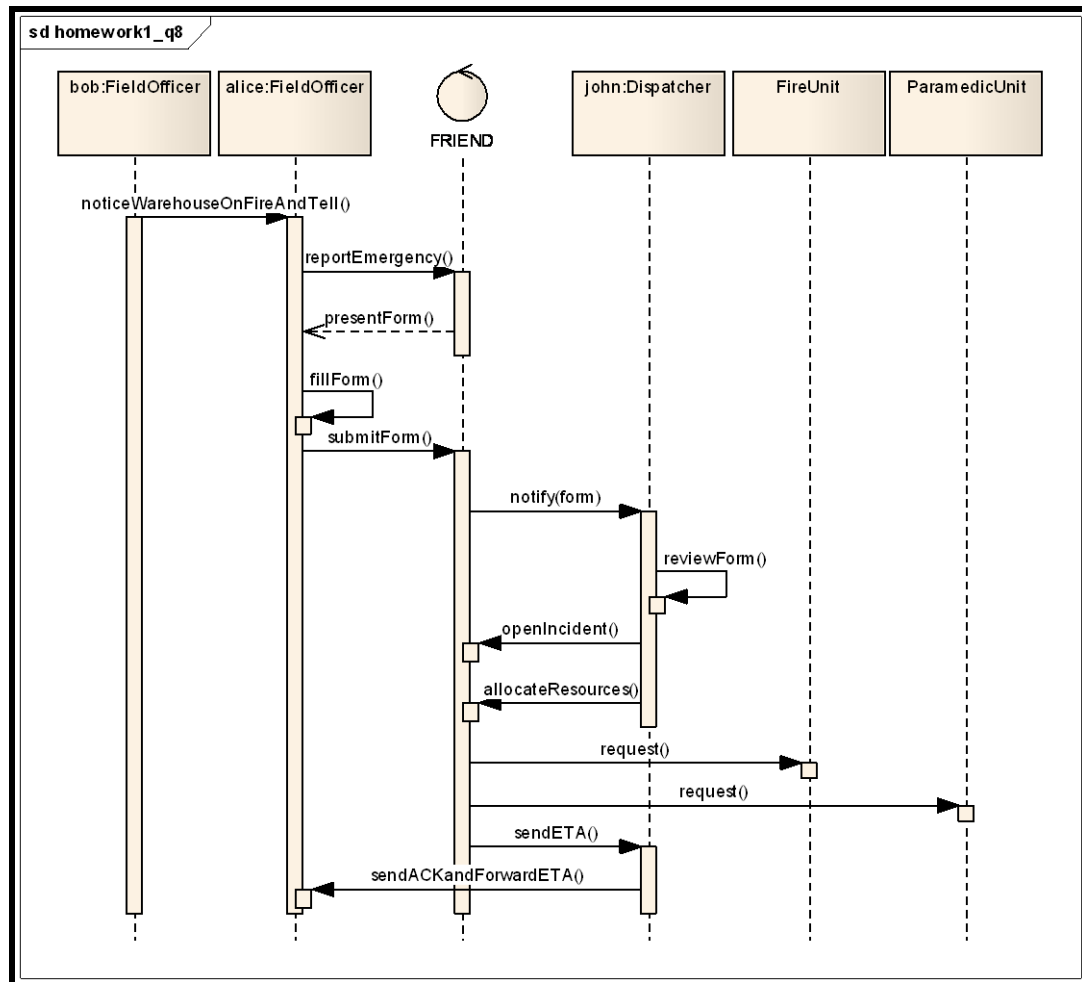 sd homework1_q8
bob:FieldOfficer
alice:FieldOfficer
FRIEND
john:Dispatcher
FireUnit
ParamedicUnit
noticeWarehouseOnFireAndTell()
reportEmergency()
presentForm()
fillForm()
submitForm()
notify(form)
reviewForm()
openIncident()
allocateResources()
request()
request()
sendETA()
sendACKandForwardETA()